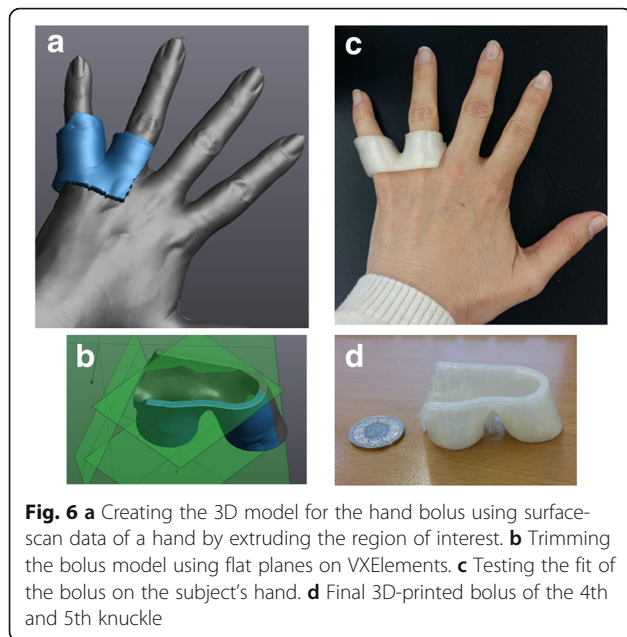 a
c
b
d
Fig. 6 a Creating the 3D model for the hand bolus using surface-
scan data of a hand by extruding the region of interest. b Trimming
the bolus model using flat planes on VXElements. c Testing the fit of
the bolus on the subject's hand. d Final 3D-printed bolus of the 4th
and 5th knuckle